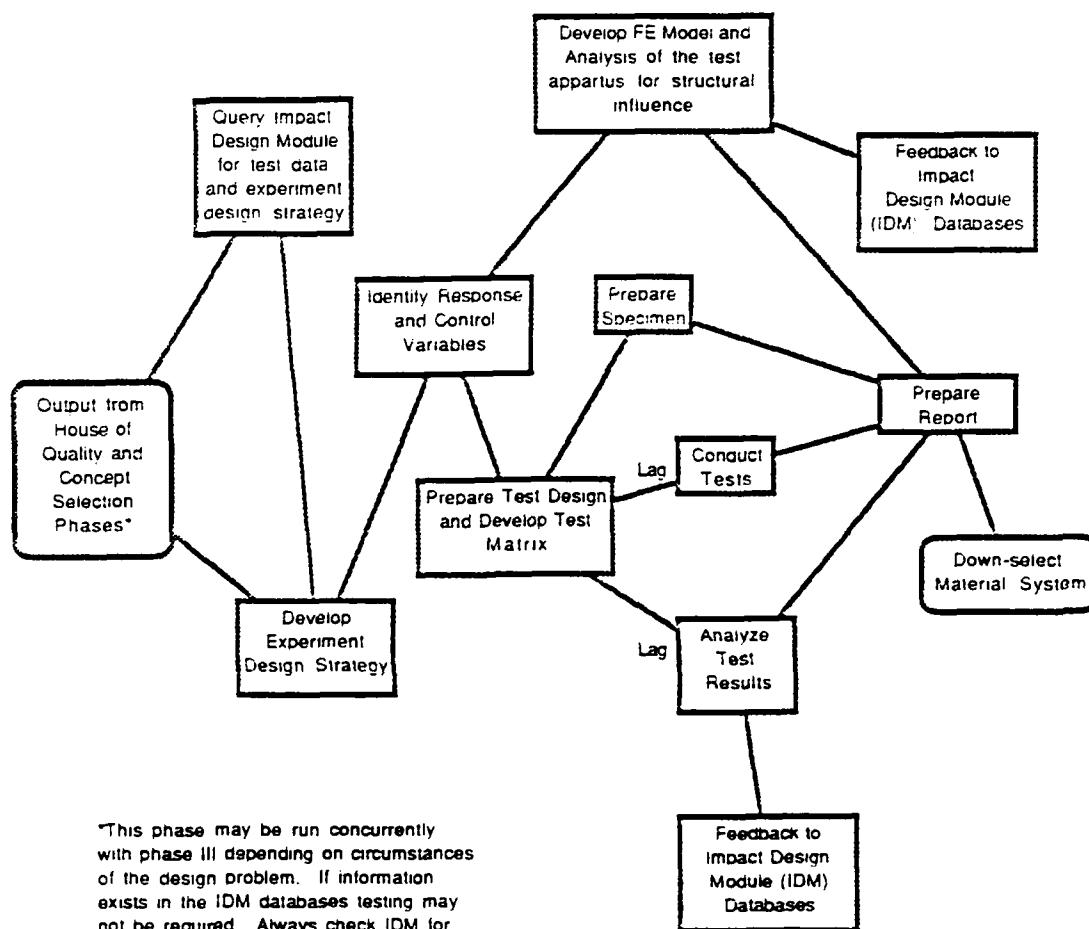 Develop FE Model and
Analysis of the test
appartus for structural
influence
Query Impact
Design Module
for test data
and experiment
design strategy
Feedback to
Impact
Design Module
(IDM) Databases
Identify Response
and Control
Variables
Prepare
Specimen
Output from
House of
Quality and
Concept
Selection
Phases*
Prepare
Report
Lag
Conduct
Tests
Prepare Test Design
and Develop Test
Matrix
Down-select
Material System
Develop
Experiment
Design Strategy
Lag
Analyze
Test
Results
*This phase may be run concurrently
with phase III depending on circumstances
of the design problem. If information
exists in the IDM databases testing may
not be required. Always check IDM for
Feedback to
Impact Design
Module (IDM)
Databases